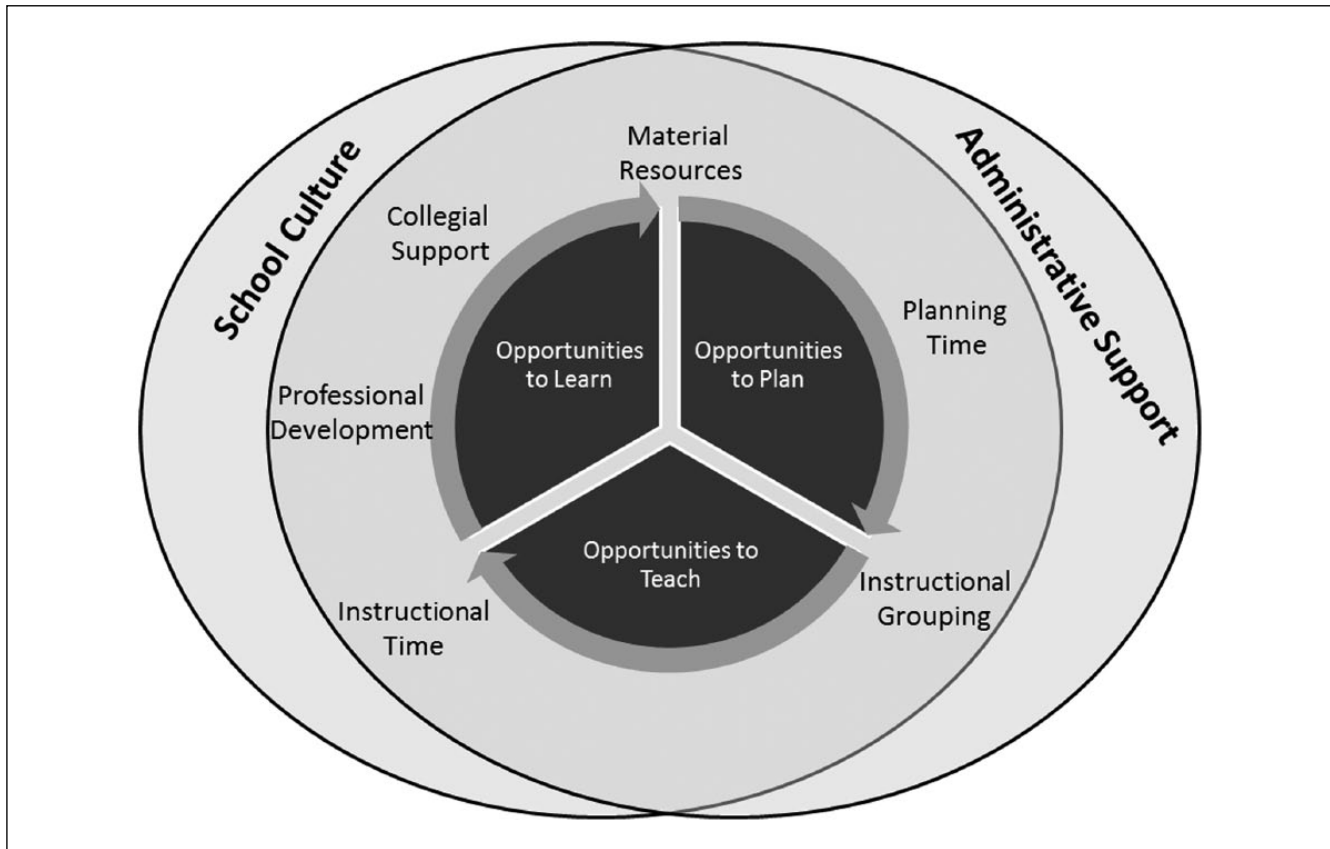 School Culture
Administrative Support
Material
Resources
Collegial
Support
Planning
Time
Opportunities
to Learn
Opportunities
to Plan
Professional
Development
Opportunities to
Teach
Instructional
Time
Instructional
Grouping